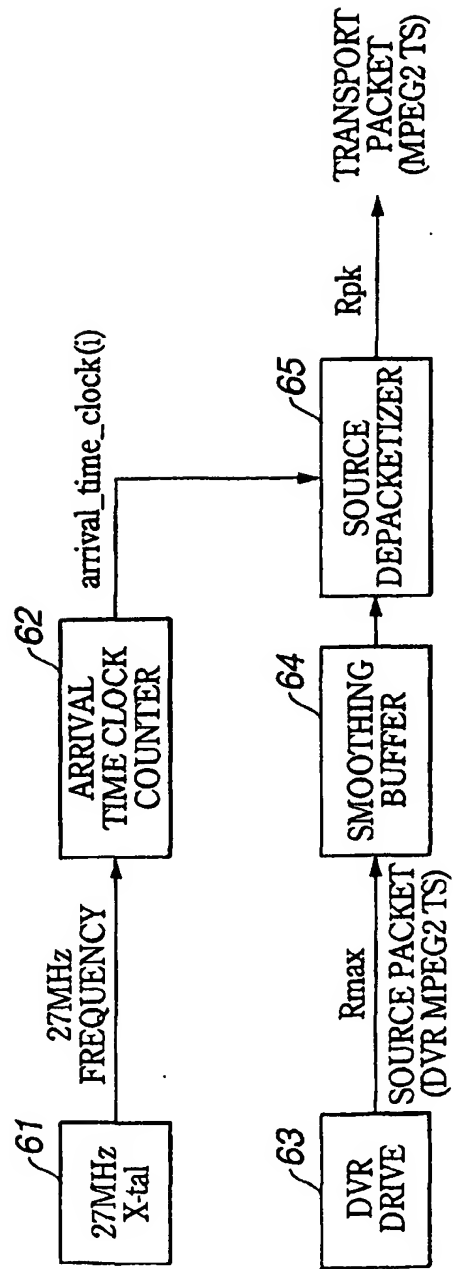 61
27MHz
X-tal
27MHz
FREQUENCY
62
ARRIVAL
TIME CLOCK
COUNTER
arrival_time_clock(i)
63
DVR
DRIVE
Rmax
SOURCE PACKET
(DVR MPEG2 TS)
64
SMOOTHING
BUFFER
65
SOURCE
DEPACKETIZER
Rpk
TRANSPORT
PACKET
(MPEG2 TS)